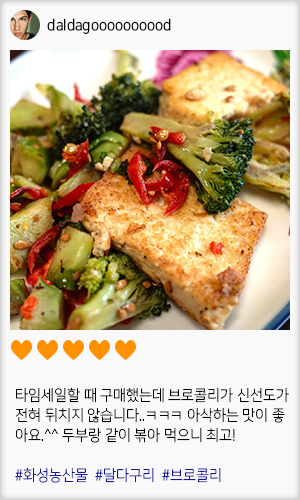 daldagoooooooood
타임세일할 때 구매했는데 브로콜리가 신선도가
전혀 뒤치지 않습니다..ㅋㅋㅋ 아삭하는 맛이 좋
아요.^^ 두부랑 같이 볶아 먹으니 최고!
#화성농산물 #달다구리 #브로콜리